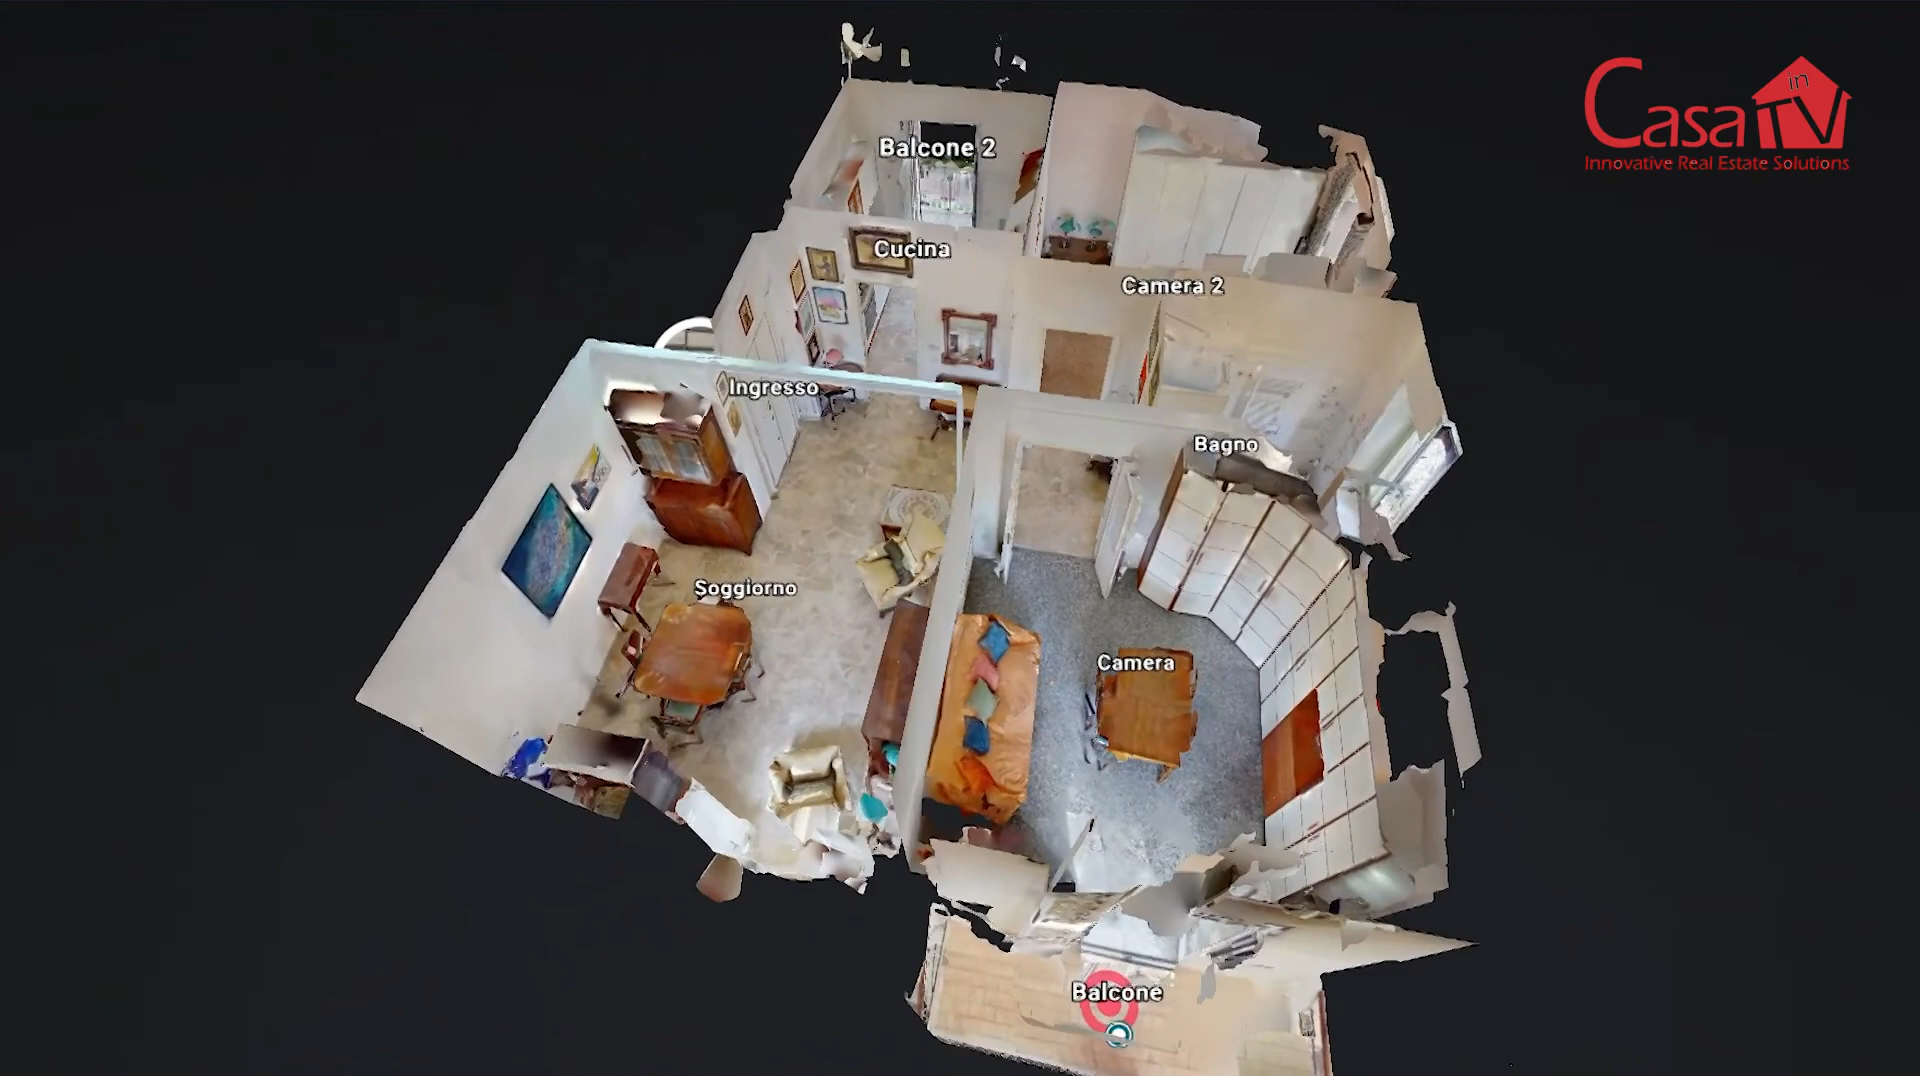 Casa in TV
Innovative Real Estate Solutions
Balcone 2
Cucina
Camera 2
Ingresso
Bagno
Soggiorno
Camera
Balcone